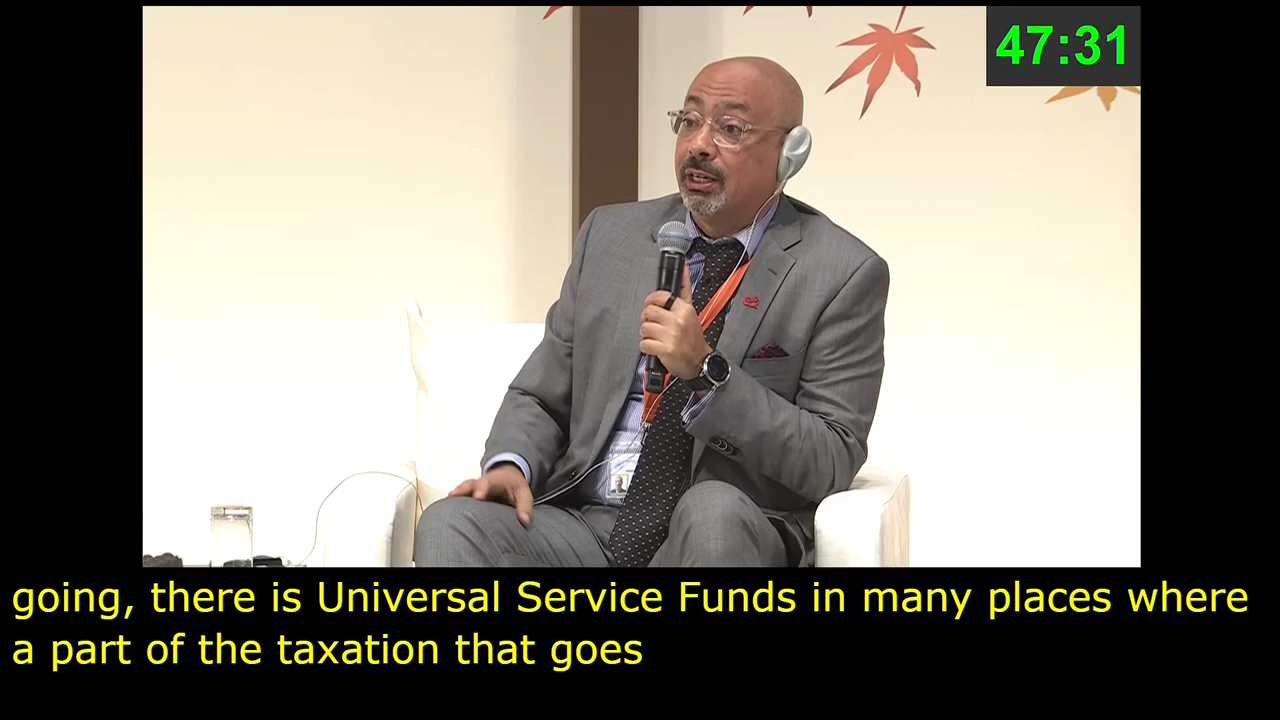 47:31
going, there is Universal Service Funds in many places where
a part of the taxation that goes